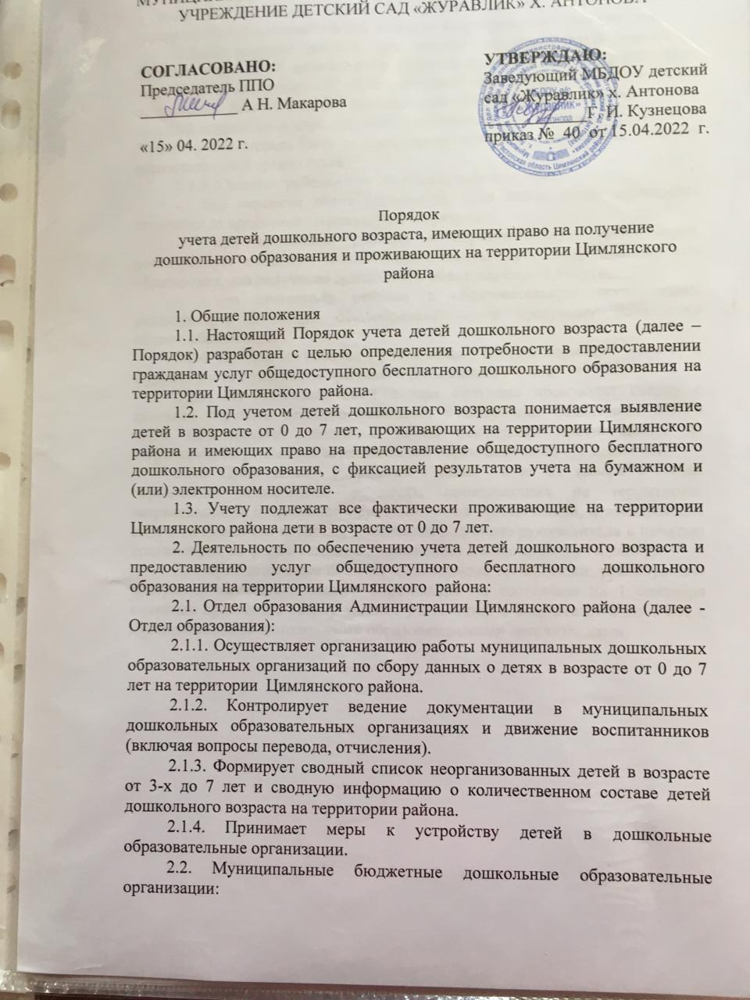 УЧРЕЖДЕНИЕ ДЕТСКИЙ САД «ЖУРАВЛИК» Х. АНТОНОВА
СОГЛАСОВАНО:
Председатель ППО
А Н. Макарова
«15» 04. 2022 г.
УТВЕРЖДАЮ:
Заведующий МБДОУ детский
сад «Журавлик» х. Антонова
Г, И. Кузнецова
приказ № 40 от 15.04.2022 г.
Порядок
учета детей дошкольного возраста, имеющих право на получение
дошкольного образования и проживающих на территории Цимлянского
района
1. Общие положения
1.1. Настоящий Порядок учета детей дошкольного возраста (далее –
Порядок) разработан с целью определения потребности в предоставлении
гражданам услуг общедоступного бесплатного дошкольного образования на
территории Цимлянского района.
1.2. Под учетом детей дошкольного возраста понимается выявление
детей в возрасте от 0 до 7 лет, проживающих на территории Цимлянского
района и имеющих право на предоставление общедоступного бесплатного
дошкольного образования, с фиксацией результатов учета на бумажном и
(или) электронном носителе.
1.3. Учету подлежат все фактически проживающие на территории
Цимлянского района дети в возрасте от 0 до 7 лет.
2. Деятельность по обеспечению учета детей дошкольного возраста и
предоставлению услуг общедоступного бесплатного дошкольного
образования на территории Цимлянского района:
2.1. Отдел образования Администрации Цимлянского района (далее -
Отдел образования):
2.1.1. Осуществляет организацию работы муниципальных дошкольных
образовательных организаций по сбору данных о детях в возрасте от 0 до 7
лет на территории Цимлянского района.
2.1.2. Контролирует ведение документации в муниципальных
дошкольных образовательных организациях и движение воспитанников
(включая вопросы перевода, отчисления).
2.1.3. Формирует сводный список неорганизованных детей в возрасте
от 3-х до 7 лет и сводную информацию о количественном составе детей
дошкольного возраста на территории района.
2.1.4. Принимает меры к устройству детей в дошкольные
образовательные организации.
2.2. Муниципальные бюджетные дошкольные образовательные
организации: